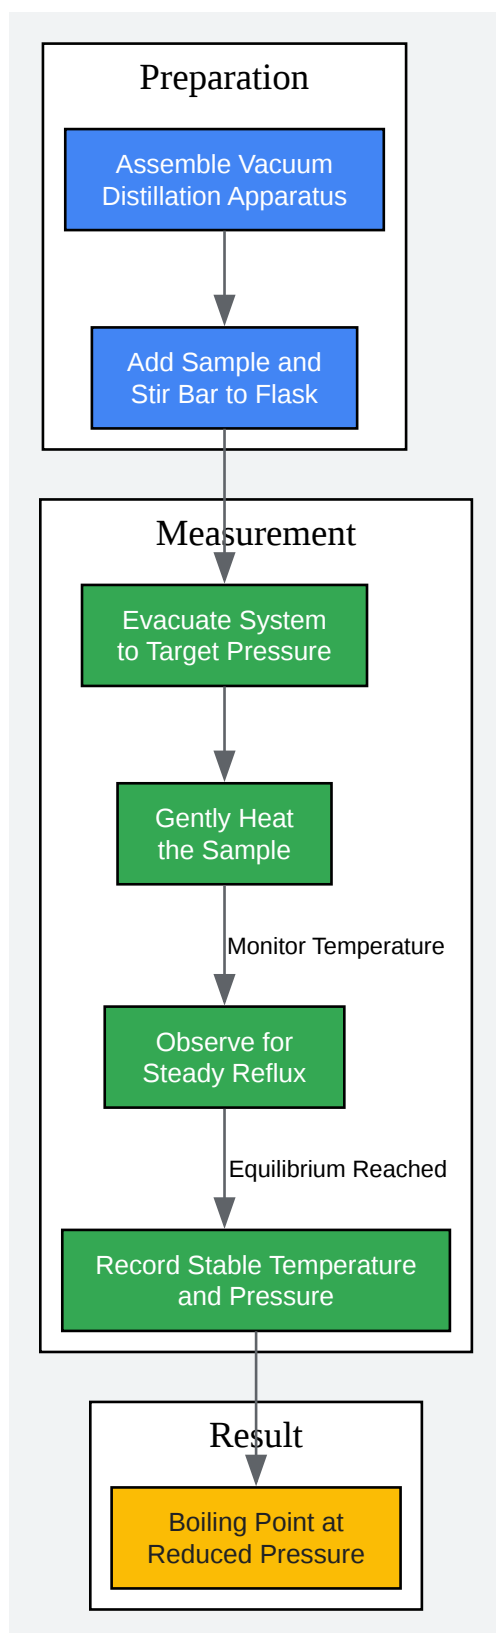 Preparation
Assemble Vacuum
Distillation Apparatus
Add Sample and
Stir Bar to Flask
Measurement
Evacuate System
to Target Pressure
Gently Heat
the Sample
Monitor Temperature
Observe for
Steady Reflux
Equilibrium Reached
Record Stable Temperature
and Pressure
Result
Boiling Point at
Reduced Pressure